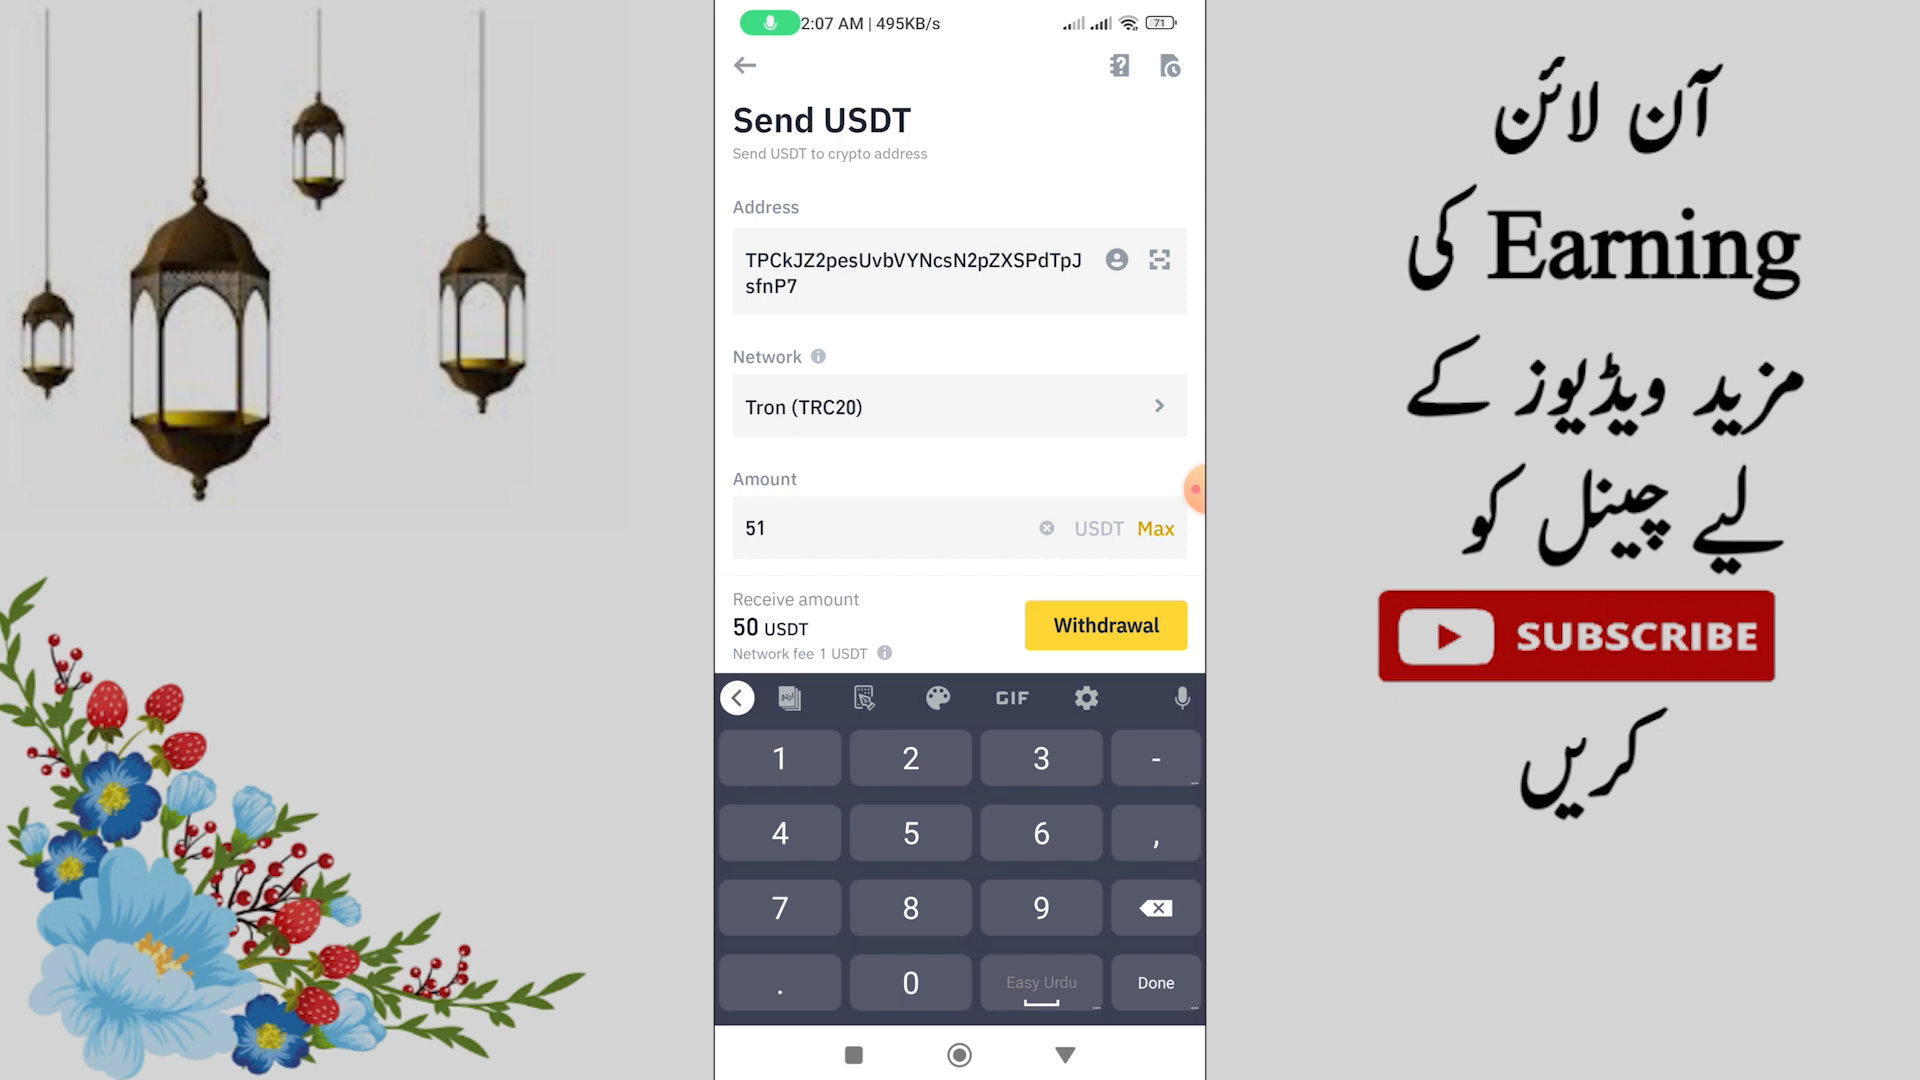 2:07 AM | 495KB/s
71
Send USDT
Send USDT to crypto address
Address
TPCkJZ2pesUvbVYNcsN2pZXSPdTpJ
sfnP7
Network
Tron (TRC20)
Amount
51 USDT Max
Receive amount
50 USDT
Network fee 1 USDT
Withdrawal
اردو
GIF
1 2 3 -
4 5 6 ,
7 8 9
. 0 Easy Urdu Done
آن لائن
Earning کی
مزید ویڈیوز کے
لیے چینل کو
SUBSCRIBE
کریں